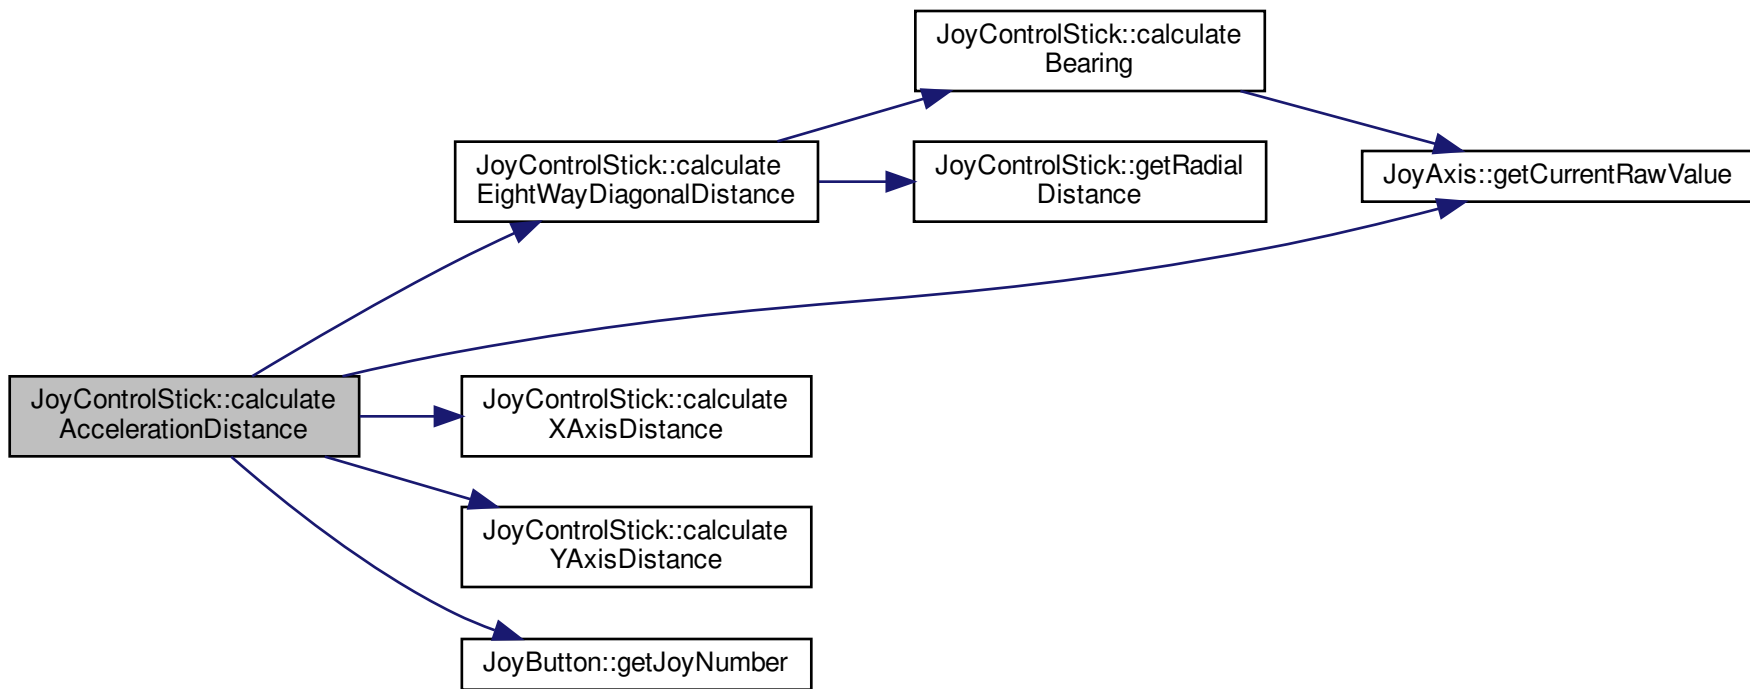 JoyControlStick::calculate
Bearing
JoyControlStick::calculate
EightWayDiagonalDistance
JoyControlStick::getRadial
Distance
JoyAxis::getCurrentRawValue
JoyControlStick::calculate
AccelerationDistance
JoyControlStick::calculate
XAxisDistance
JoyControlStick::calculate
YAxisDistance
JoyButton::getJoyNumber